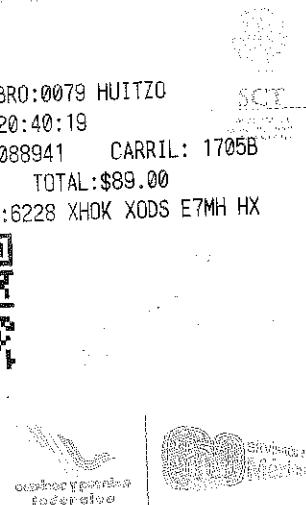 BRO:0079 HUITZO
SCT
20:40:19
088941 CARRIL: 1705B
TOTAL:$89.00
:6228 XHOK XODS E7MH HX